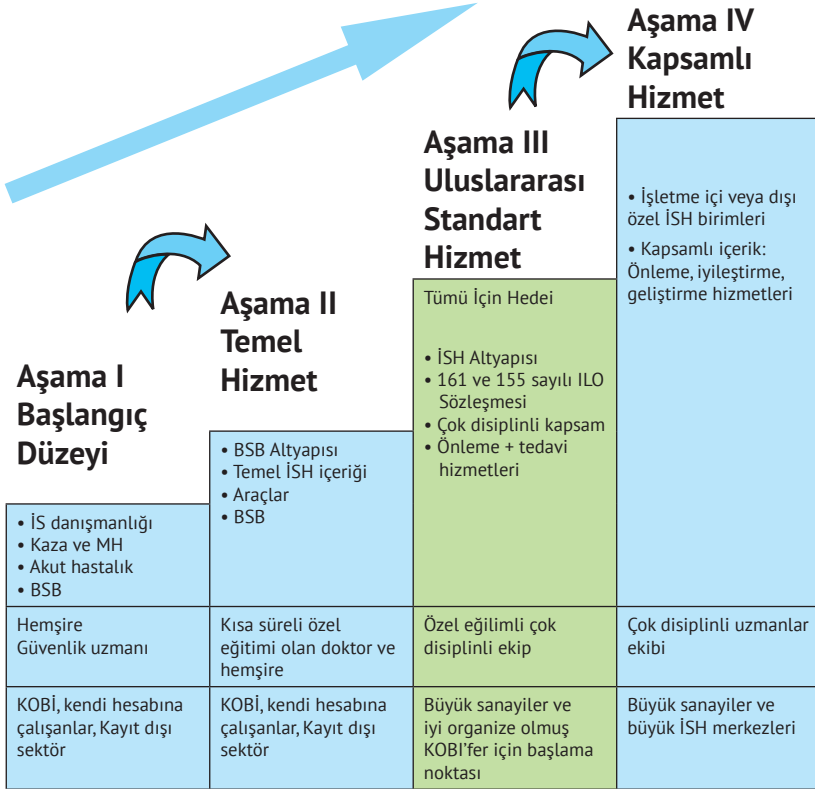 Aşama I
Başlangıç
Düzeyi
• İS danışmanlığı
• Kaza ve MH
• Akut hastalık
• BSB
Hemşire
Güvenlik uzmanı
KOBİ, kendi hesabına
çalışanlar, Kayıt dışı
sektör
Aşama II
Temel
Hizmet
• BSB Altyapısı
• Temel İSH içeriği
• Araçlar
• BSB
Kısa süreli özel
eğitimi olan doktor ve
hemşire
KOBİ, kendi hesabına
çalışanlar, Kayıt dışı
sektör
Aşama III
Uluslararası
Standart
Hizmet
Tümü İçin Hedei
• İSH Altyapısı
• 161 ve 155 sayılı ILO
Sözleşmesi
• Çok disiplinli kapsam
• Önleme + tedavi
hizmetleri
Özel eğilimli çok
disiplinli ekip
Büyük sanayiler ve
iyi organize olmuş
KOBI'fer için başlama
noktası
Aşama IV
Kapsamlı
Hizmet
• İşletme içi veya dışı
özel İSH birimleri
• Kapsamlı içerik:
Önleme, iyileştirme,
geliştirme hizmetleri
Çok disiplinli uzmanlar
ekibi
Büyük sanayiler ve
büyük İSH merkezleri